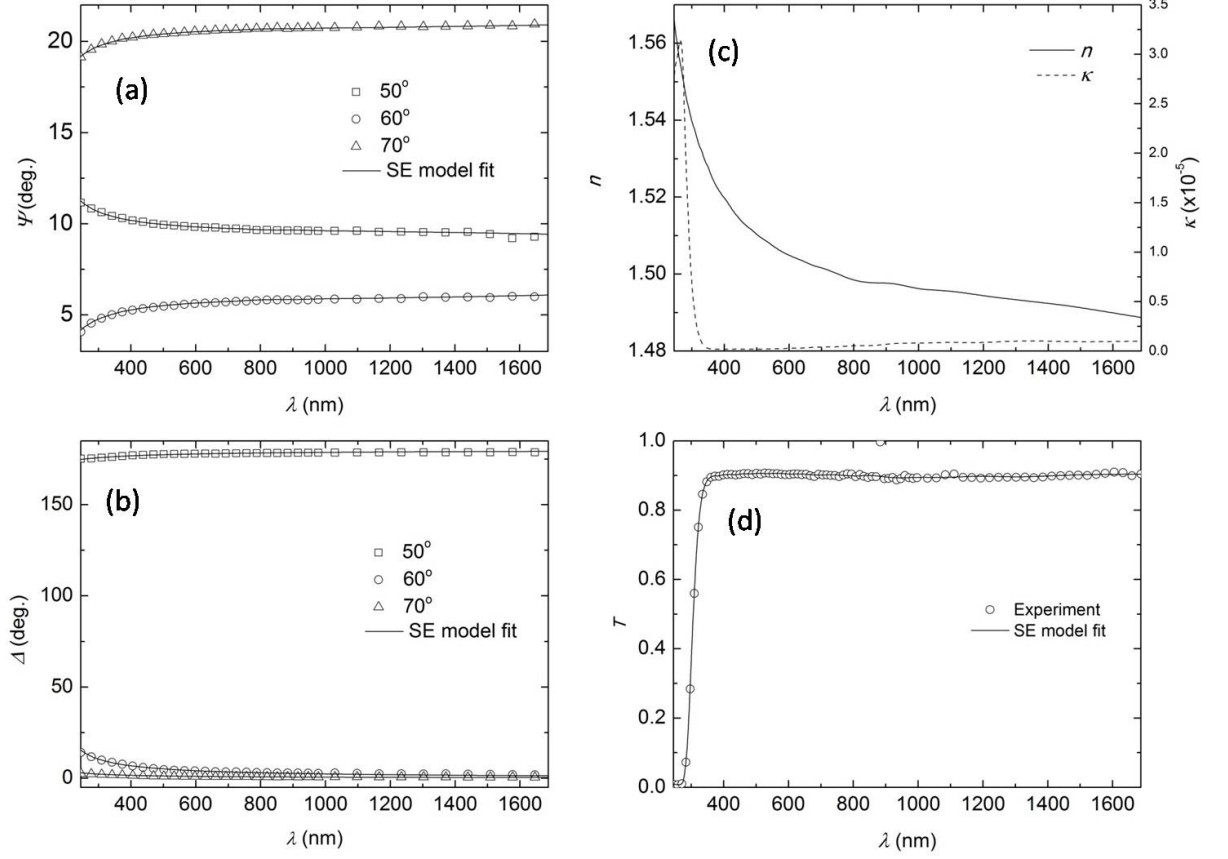 20
15
10
5
Ψ(deg.)
(a)
50°
60°
70°
SE model fit
400 600 800 1000 1200 1400 1600
λ (nm)
1.56
1.54
1.52
1.50
1.48
n
(c)
n
κ
3.5
3.0
2.5
2.0
1.5
1.0
0.5
0.0
κ (x10⁻⁵)
400 600 800 1000 1200 1400 1600
λ (nm)
150
100
50
0
Δ (deg.)
(b)
50°
60°
70°
SE model fit
400 600 800 1000 1200 1400 1600
λ (nm)
1.0
0.8
0.6
0.4
0.2
0.0
T
(d)
Experiment
SE model fit
400 600 800 1000 1200 1400 1600
λ (nm)